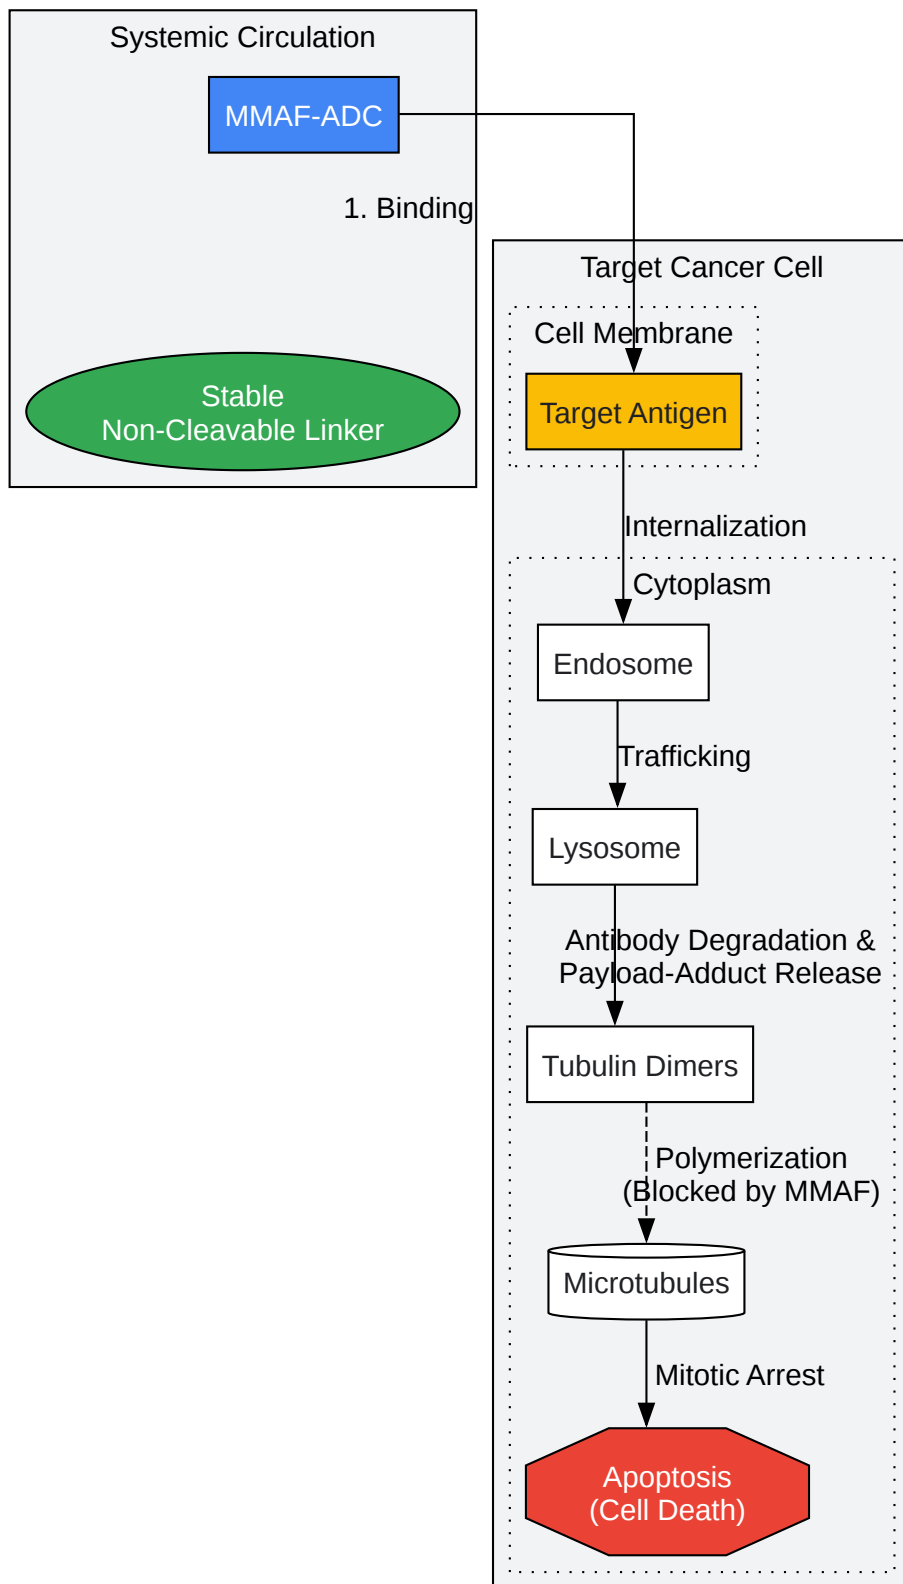 Systemic Circulation
MMAF-ADC
1. Binding
Stable
Non-Cleavable Linker
Target Cancer Cell
Cell Membrane
Target Antigen
Internalization
Cytoplasm
Endosome
Trafficking
Lysosome
Antibody Degradation &
Payload-Adduct Release
Tubulin Dimers
Polymerization
(Blocked by MMAF)
Microtubules
Mitotic Arrest
Apoptosis
(Cell Death)